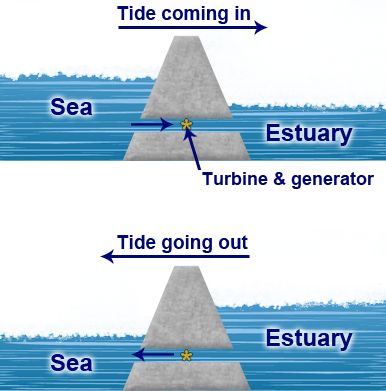 Tide coming in
Sea
Estuary
Turbine & generator
Tide going out
Estuary
Sea